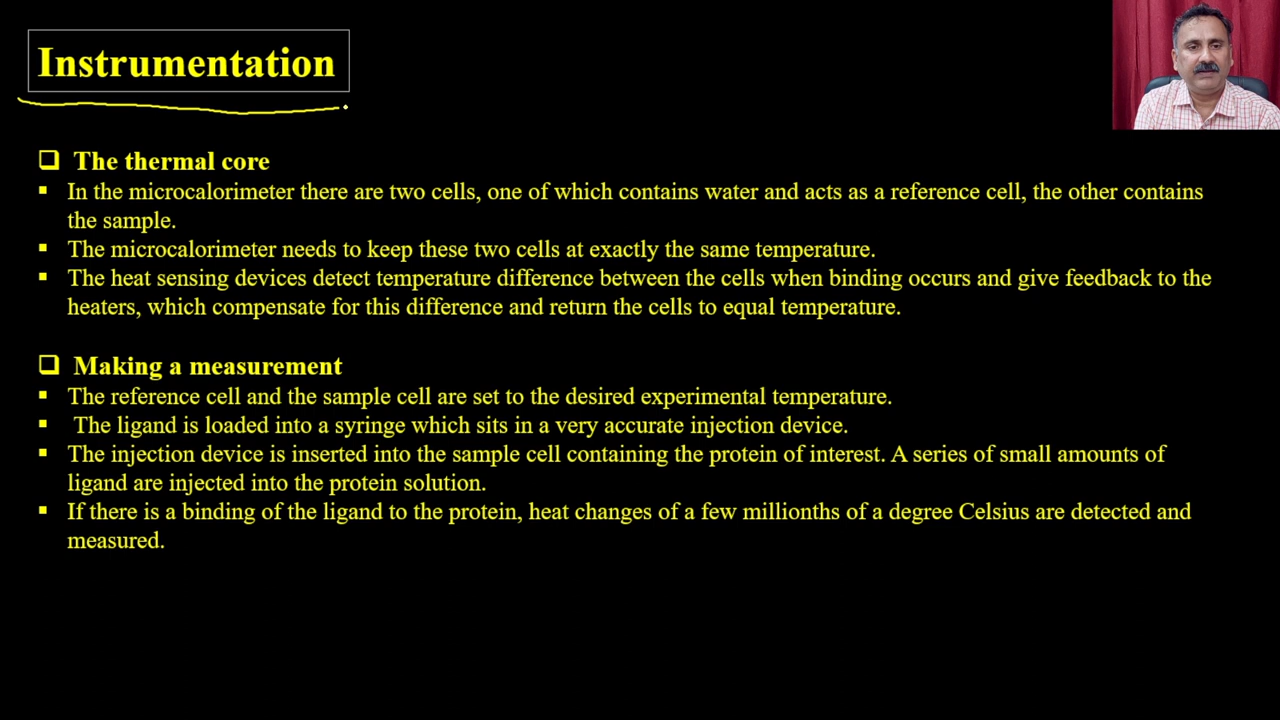 Instrumentation
The thermal core
In the microcalorimeter there are two cells, one of which contains water and acts as a reference cell, the other contains
the sample.
The microcalorimeter needs to keep these two cells at exactly the same temperature.
The heat sensing devices detect temperature difference between the cells when binding occurs and give feedback to the
heaters, which compensate for this difference and return the cells to equal temperature.
Making a measurement
The reference cell and the sample cell are set to the desired experimental temperature.
The ligand is loaded into a syringe which sits in a very accurate injection device.
The injection device is inserted into the sample cell containing the protein of interest. A series of small amounts of
ligand are injected into the protein solution.
If there is a binding of the ligand to the protein, heat changes of a few millionths of a degree Celsius are detected and
measured.